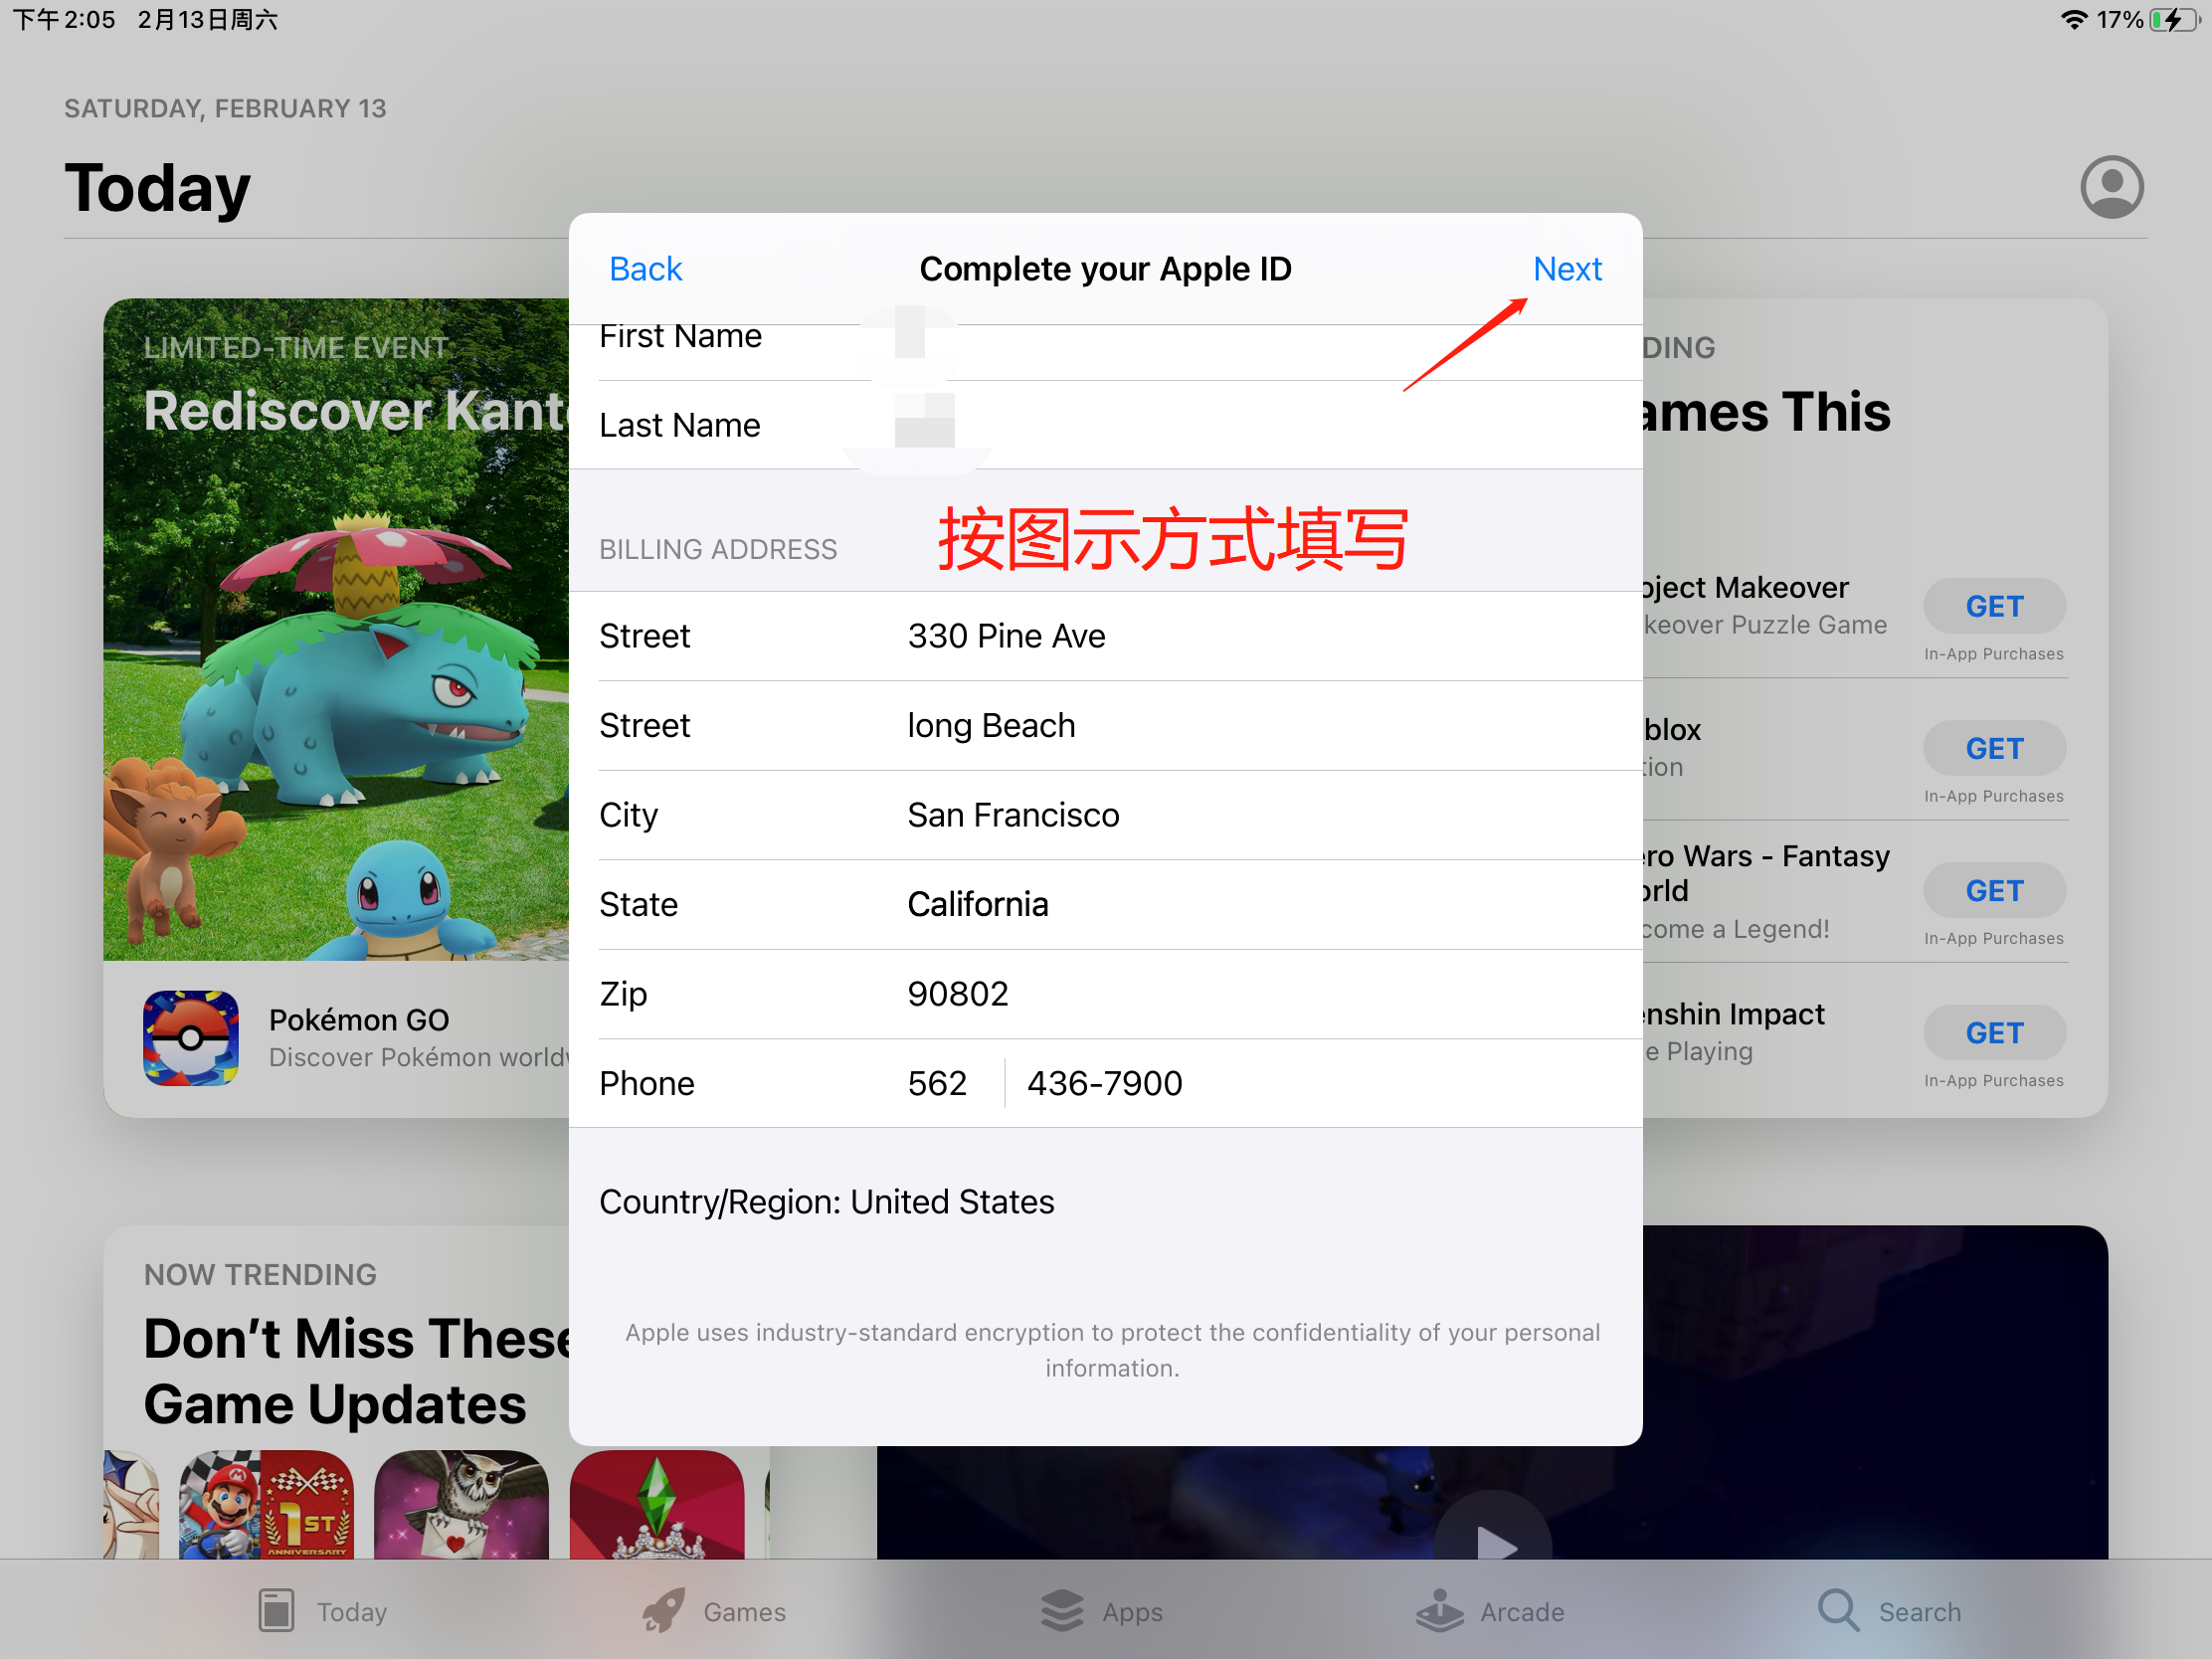 下午2:05 2月13日周六
17%
SATURDAY, FEBRUARY 13
Today
LIMITED-TIME EVENT
Rediscover Kant
Pokémon GO
Discover Pokémon world
Back
Complete your Apple ID
Next
First Name
Last Name
BILLING ADDRESS
按图示方式填写
Street 330 Pine Ave
Street long Beach
City San Francisco
State California
Zip 90802
Phone 562 436-7900
Country/Region: United States
Apple uses industry-standard encryption to protect the confidentiality of your personal
information.
DING
ames This
oject Makeover
keover Puzzle Game
GET
In-App Purchases
blox
tion
GET
In-App Purchases
ero Wars - Fantasy
orld
come a Legend!
GET
In-App Purchases
enshin Impact
e Playing
GET
In-App Purchases
NOW TRENDING
Don't Miss These
Game Updates
1ST
ANNIVERSARY
Today
Games
Apps
Arcade
Search